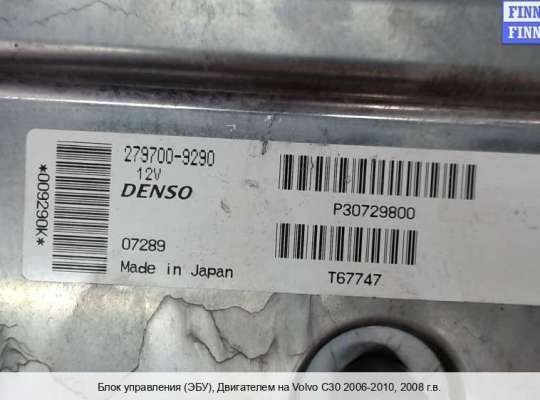 FINN
FINN
279700-9290
12V
DENSO
*009290K*
P30729800
07289
Made in Japan
T67747
Блок управления (ЭБУ), Двигателем на Volvo C30 2006-2010, 2008 г.в.